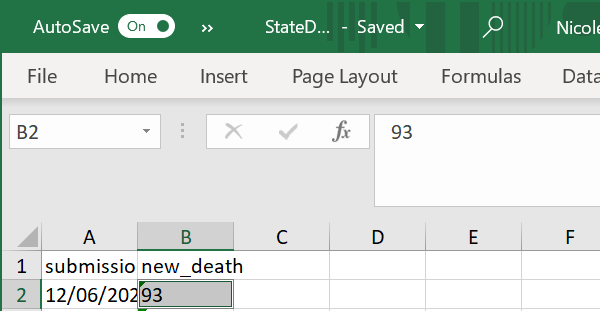 AutoSave On » StateD... - Saved Nicole
File Home Insert Page Layout Formulas Data
B2 fx 93
A B C D E F
1 submissio new_death
2 12/06/202 93